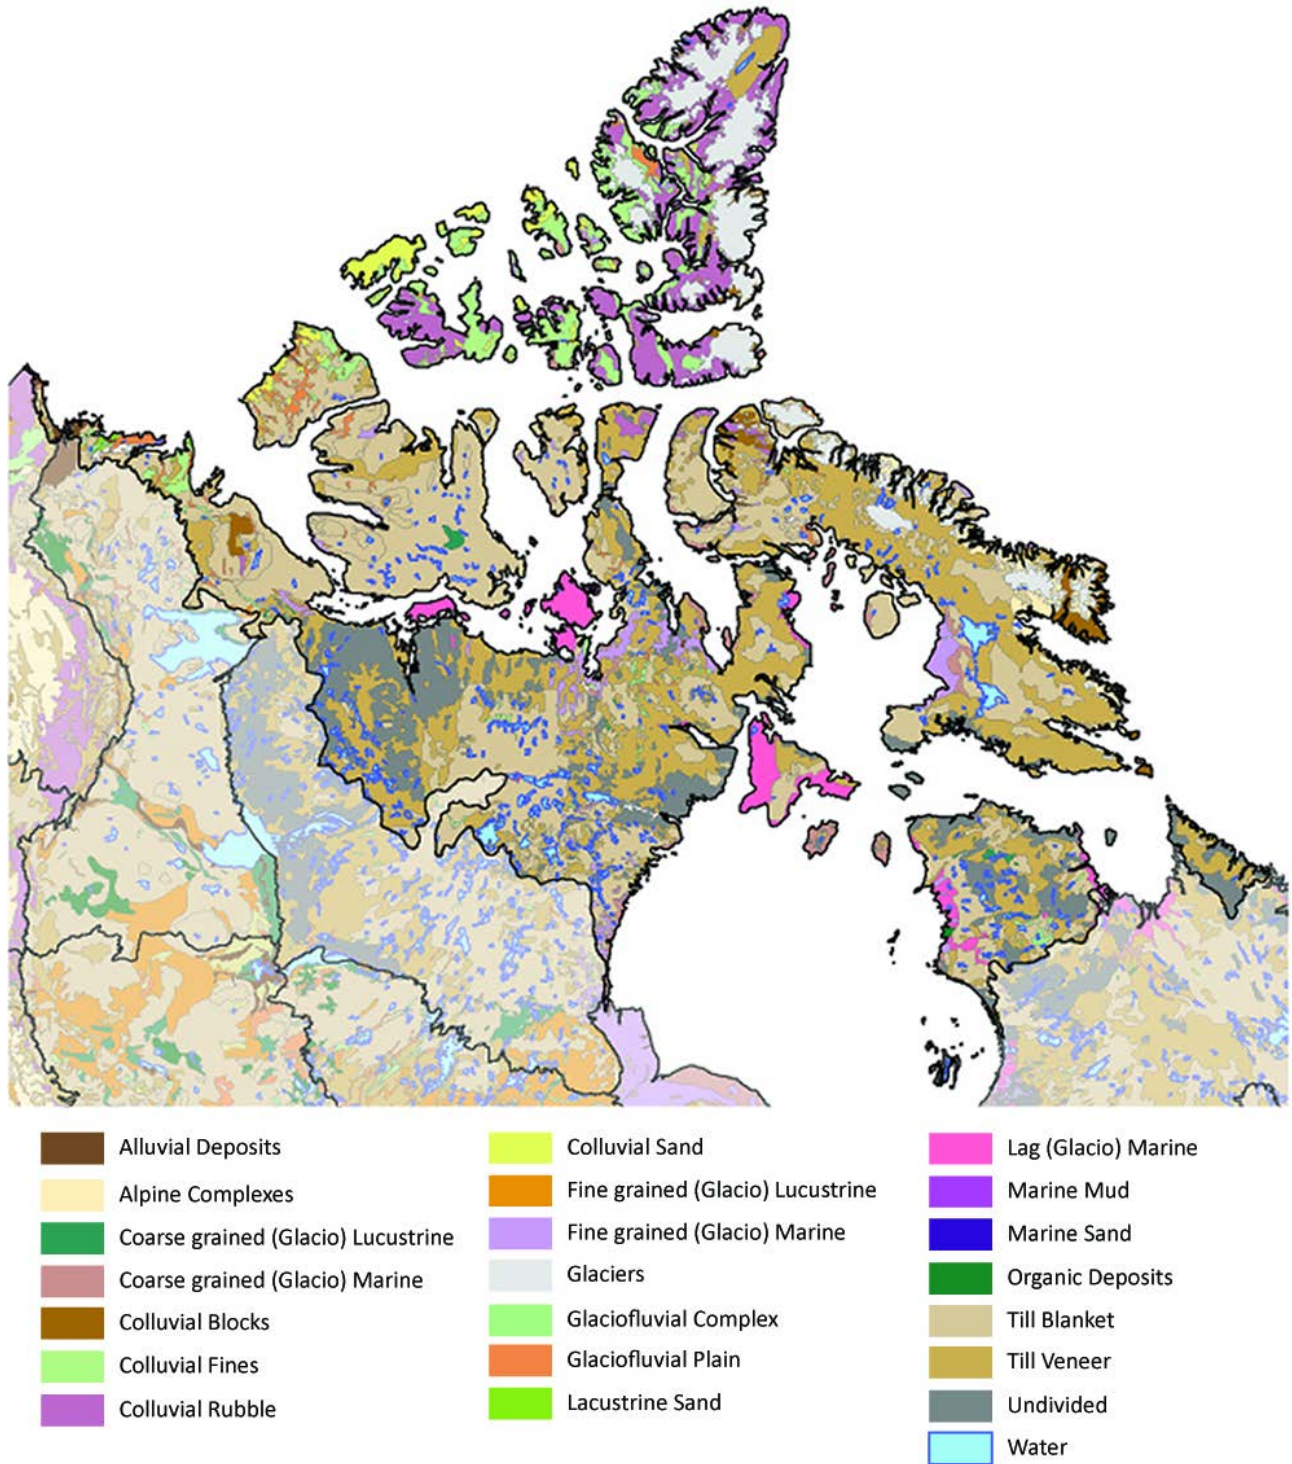 Alluvial Deposits
Alpine Complexes
Coarse grained (Glacio) Lucustrine
Coarse grained (Glacio) Marine
Colluvial Blocks
Colluvial Fines
Colluvial Rubble
Colluvial Sand
Fine grained (Glacio) Lucustrine
Fine grained (Glacio) Marine
Glaciers
Glaciofluvial Complex
Glaciofluvial Plain
Lacustrine Sand
Lag (Glacio) Marine
Marine Mud
Marine Sand
Organic Deposits
Till Blanket
Till Veneer
Undivided
Water